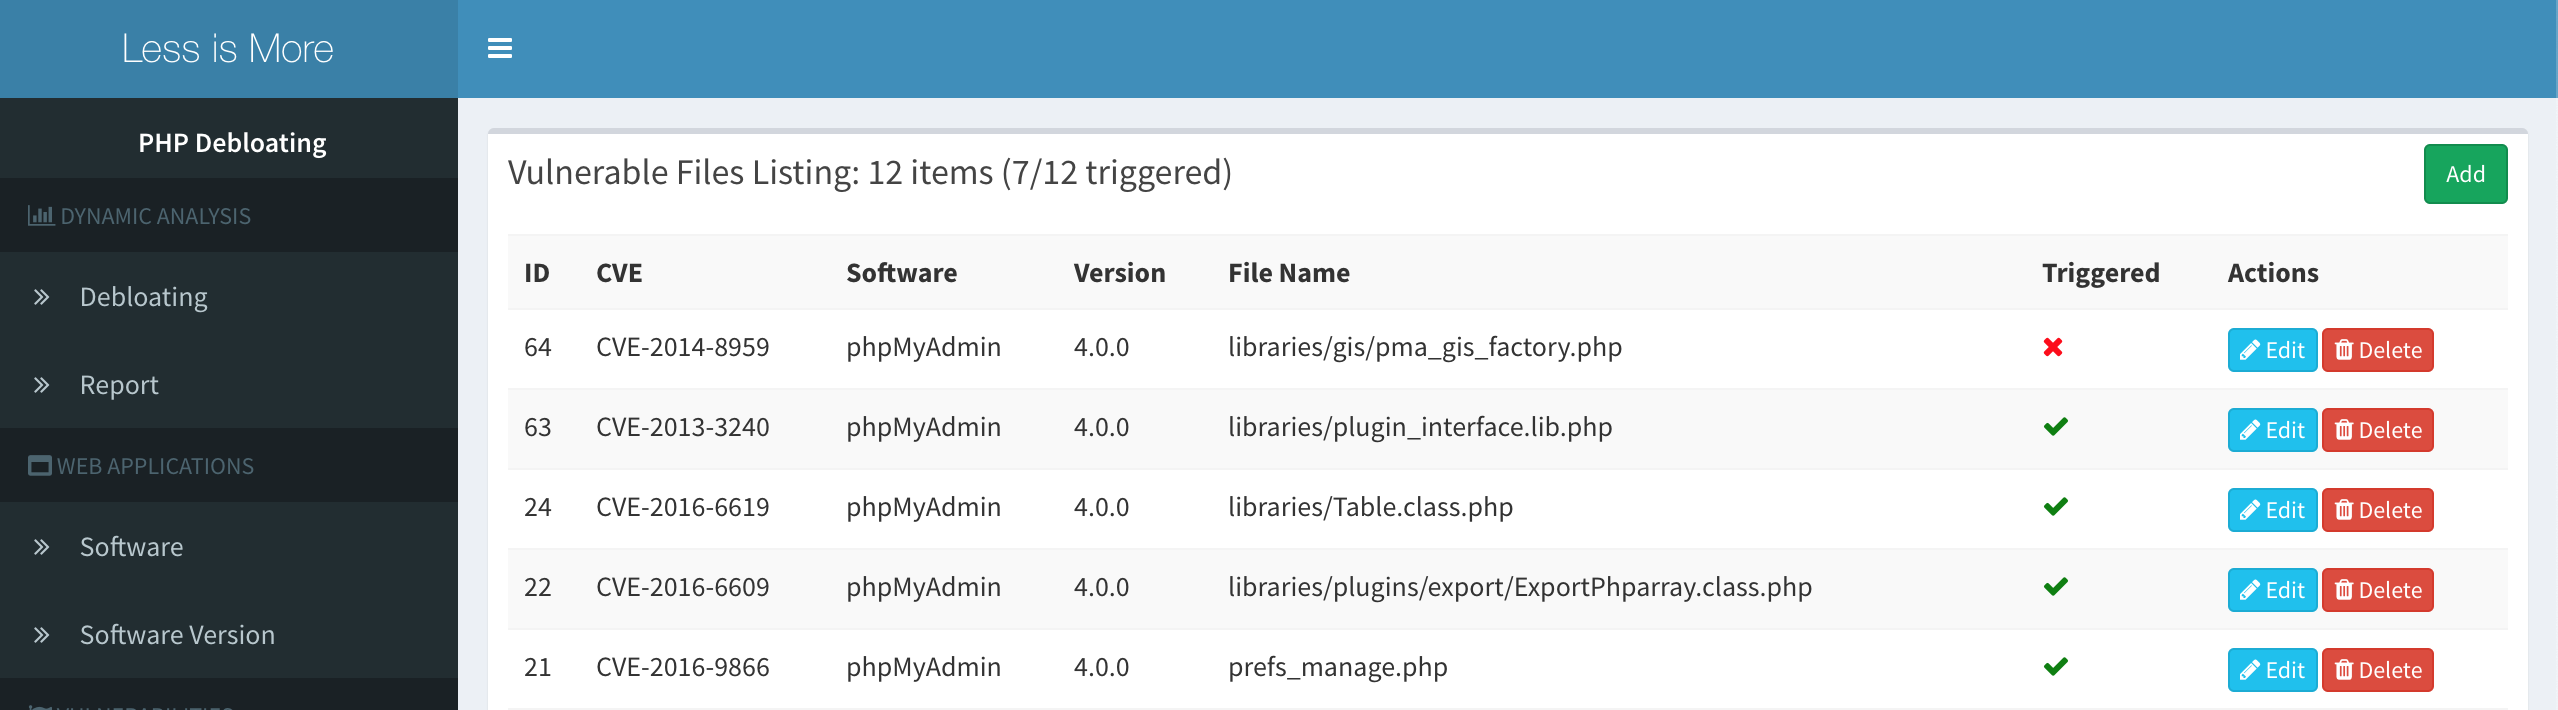 Less is More
PHP Debloating
DYNAMIC ANALYSIS
Debloating
Report
WEB APPLICATIONS
Software
Software Version
Vulnerable Files Listing: 12 items (7/12 triggered)
Add
ID CVE Software Version File Name Triggered Actions
64 CVE-2014-8959 phpMyAdmin 4.0.0 libraries/gis/pma_gis_factory.php Edit Delete
63 CVE-2013-3240 phpMyAdmin 4.0.0 libraries/plugin_interface.lib.php Edit Delete
24 CVE-2016-6619 phpMyAdmin 4.0.0 libraries/Table.class.php Edit Delete
22 CVE-2016-6609 phpMyAdmin 4.0.0 libraries/plugins/export/ExportPhparray.class.php Edit Delete
21 CVE-2016-9866 phpMyAdmin 4.0.0 prefs_manage.php Edit Delete